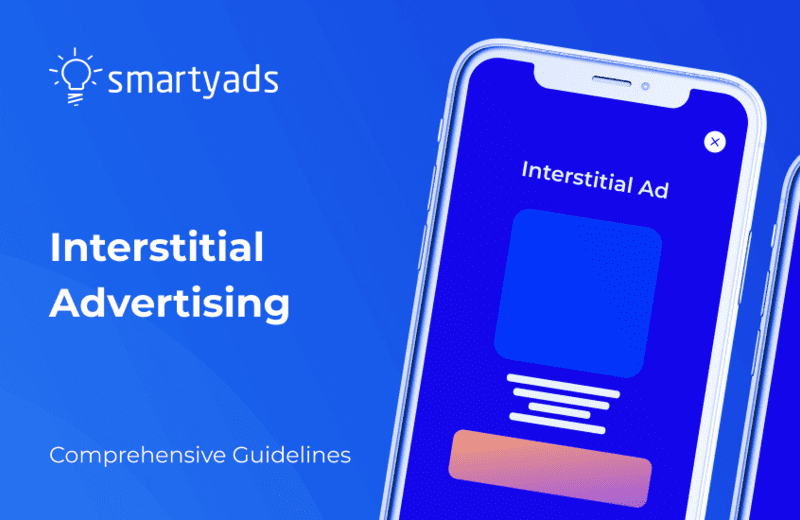 smartyads
Interstitial
Advertising
Comprehensive Guidelines
Interstitial Ad